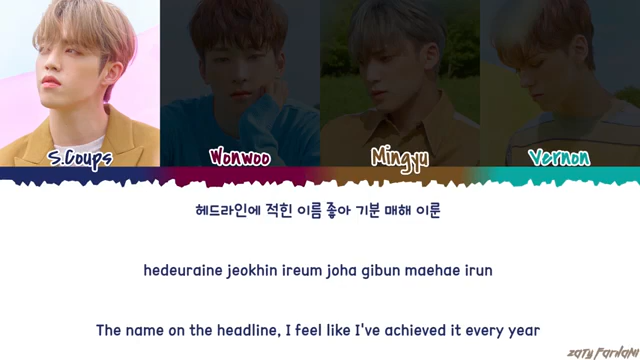 S.Coups
Wonwoo
Mingyu
Vernon
헤드라인에 적힌 이름 좋아 기분 매해 이룬
hedeuraine jeokhin ireum joha gibun maehae irun
The name on the headline, I feel like I've achieved it every year
ZaTy FaRHaNi